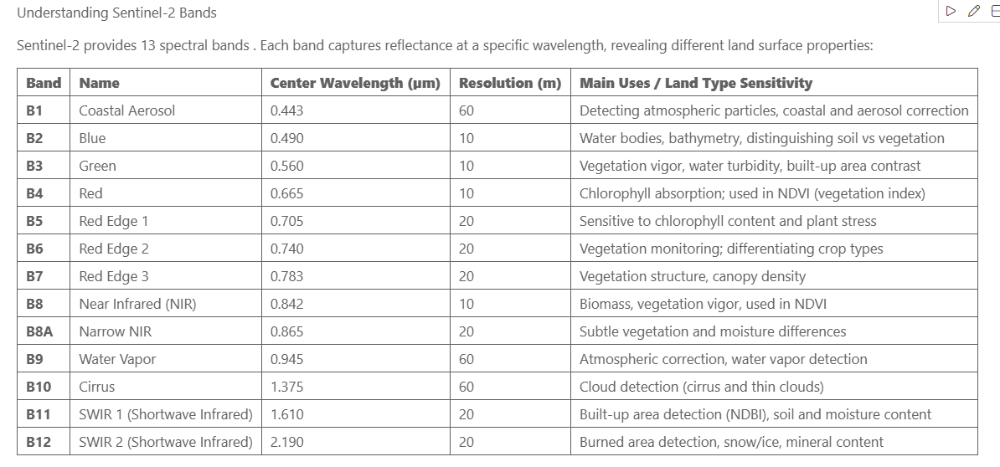 Understanding Sentinel-2 Bands
Sentinel-2 provides 13 spectral bands . Each band captures reflectance at a specific wavelength, revealing different land surface properties:
Band Name Center Wavelength (µm) Resolution (m) Main Uses / Land Type Sensitivity
B1 Coastal Aerosol 0.443 60 Detecting atmospheric particles, coastal and aerosol correction
B2 Blue 0.490 10 Water bodies, bathymetry, distinguishing soil vs vegetation
B3 Green 0.560 10 Vegetation vigor, water turbidity, built-up area contrast
B4 Red 0.665 10 Chlorophyll absorption; used in NDVI (vegetation index)
B5 Red Edge 1 0.705 20 Sensitive to chlorophyll content and plant stress
B6 Red Edge 2 0.740 20 Vegetation monitoring; differentiating crop types
B7 Red Edge 3 0.783 20 Vegetation structure, canopy density
B8 Near Infrared (NIR) 0.842 10 Biomass, vegetation vigor, used in NDVI
B8A Narrow NIR 0.865 20 Subtle vegetation and moisture differences
B9 Water Vapor 0.945 60 Atmospheric correction, water vapor detection
B10 Cirrus 1.375 60 Cloud detection (cirrus and thin clouds)
B11 SWIR 1 (Shortwave Infrared) 1.610 20 Built-up area detection (NDBI), soil and moisture content
B12 SWIR 2 (Shortwave Infrared) 2.190 20 Burned area detection, snow/ice, mineral content